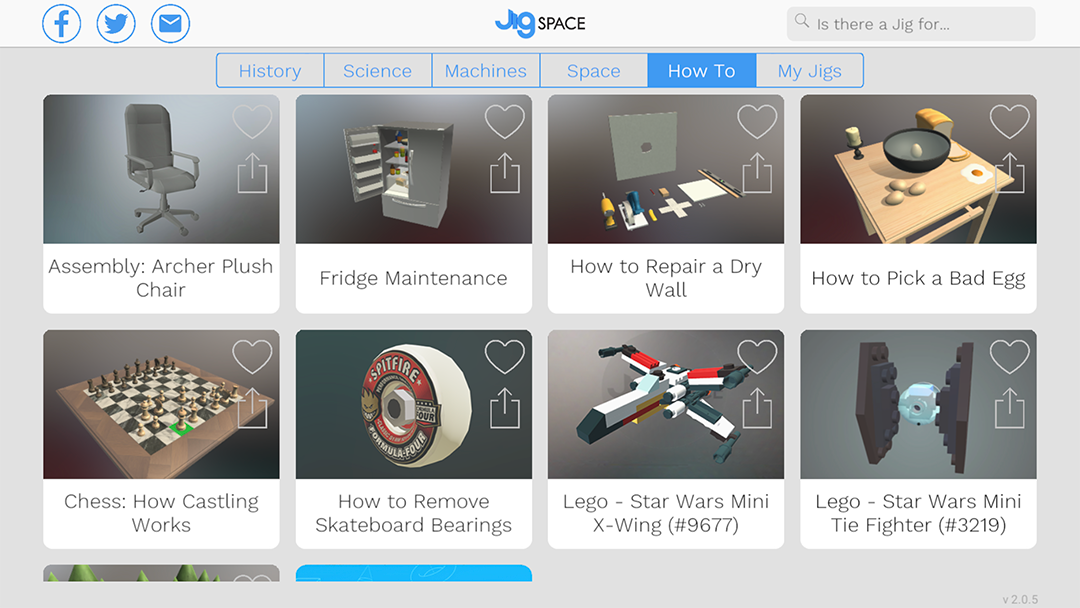 JigSPACE
Is there a Jig for...
History
Science
Machines
Space
How To
My Jigs
Assembly: Archer Plush
Chair
Fridge Maintenance
How to Repair a Dry
Wall
How to Pick a Bad Egg
SPITFIRE
FORMULA
FOUR
FORMULA-FOUR
Chess: How Castling
Works
How to Remove
Skateboard Bearings
Lego - Star Wars Mini
X-Wing (#9677)
Lego - Star Wars Mini
Tie Fighter (#3219)
v 2.0.5